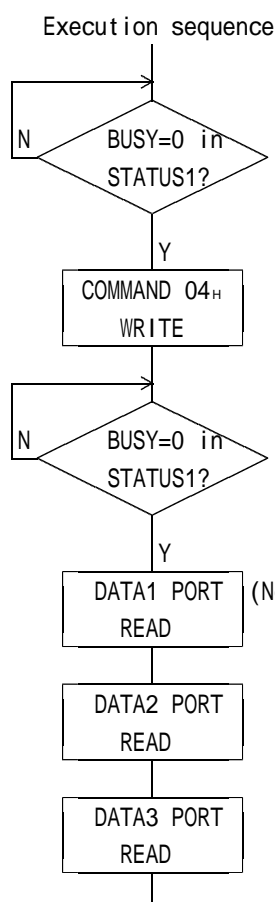 Execution sequence
N
BUSY=0 in
STATUS1?
Y
COMMAND 04H
WRITE
N
BUSY=0 in
STATUS1?
Y
DATA1 PORT (N
READ
DATA2 PORT
READ
DATA3 PORT
READ